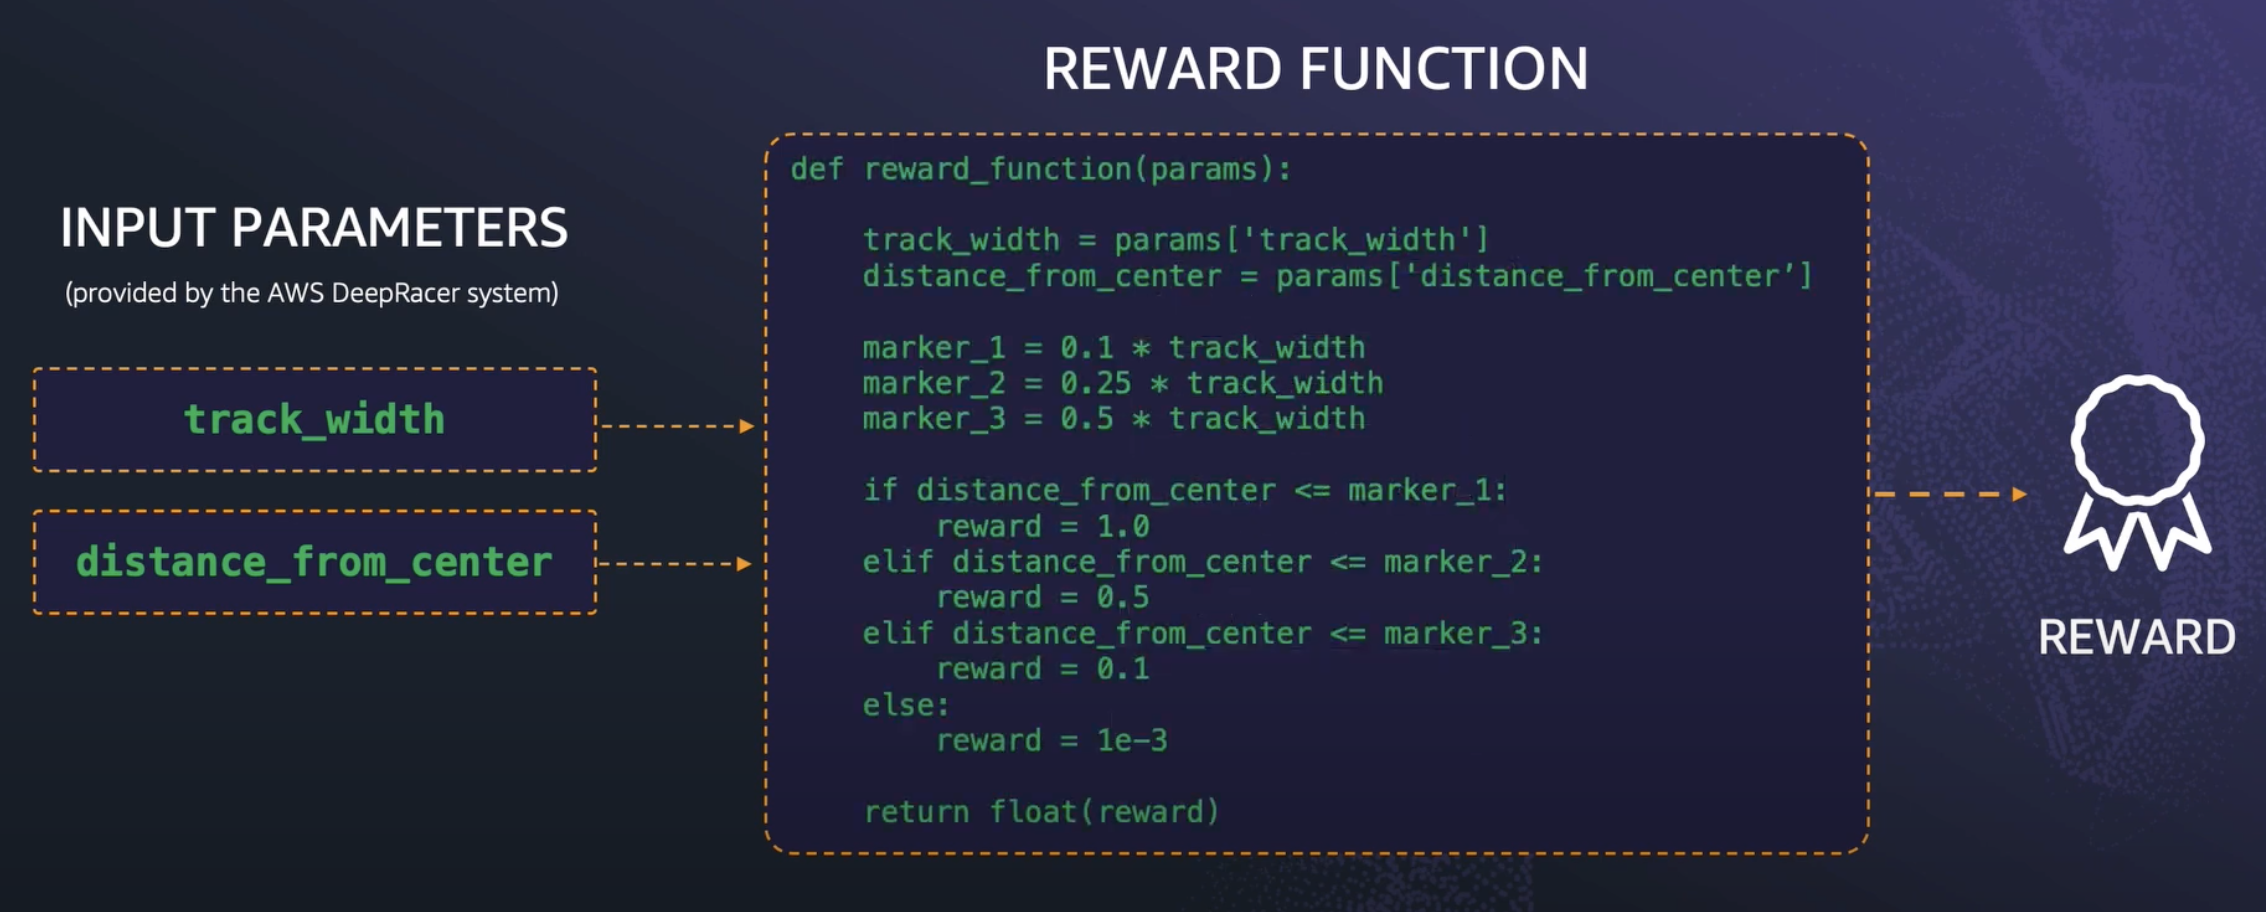 REWARD FUNCTION
INPUT PARAMETERS
(provided by the AWS DeepRacer system)
track_width
distance_from_center
def reward_function(params):
    track_width = params['track_width']
    distance_from_center = params['distance_from_center’]
    marker_1 = 0.1 * track_width
    marker_2 = 0.25 * track_width
    marker_3 = 0.5 * track_width
    if distance_from_center <= marker_1:
        reward = 1.0
    elif distance_from_center <= marker_2:
        reward = 0.5
    elif distance_from_center <= marker_3:
        reward = 0.1
    else:
        reward = 1e-3
    return float(reward)
REWARD